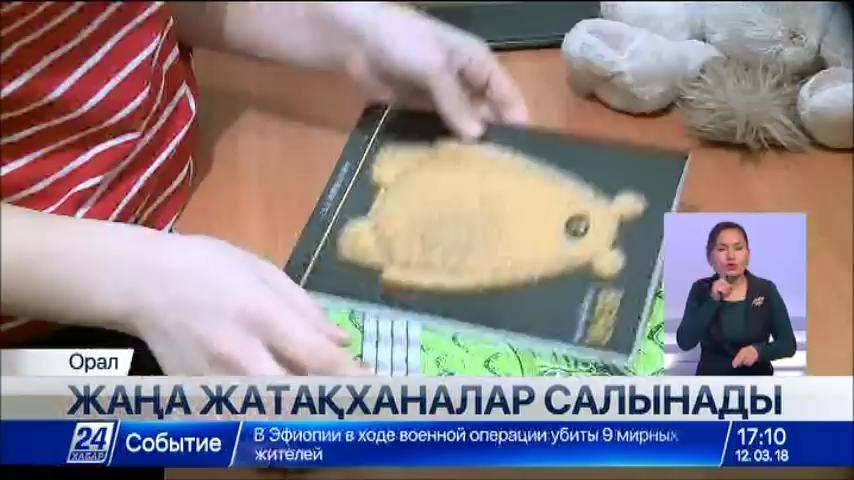 Орал
ЖАҢА ЖАТАҚХАНАЛАР САЛЫНАДЫ
24
ХАБАР
Событие
В Эфиопии в ходе военной операции убиты 9 мирных
жителей
17:10
12.03.18